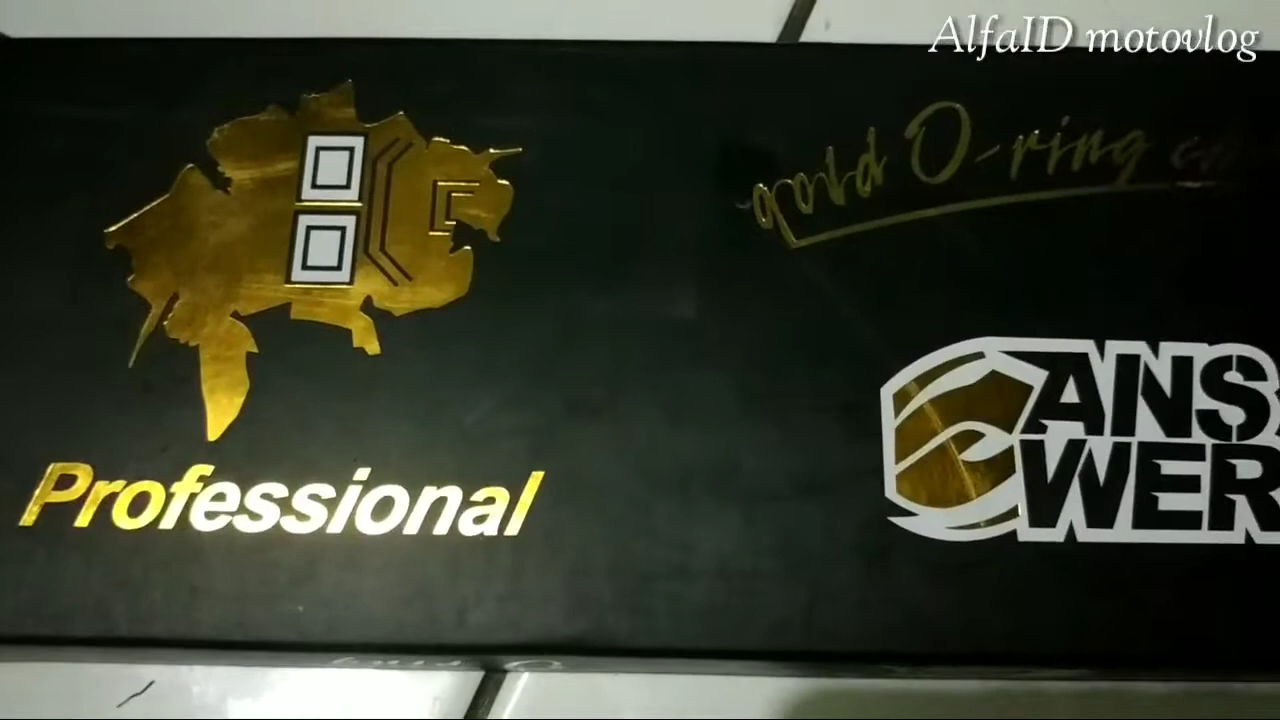 AlfaID motovlog
gold O-ring
Professional
ANS
WER